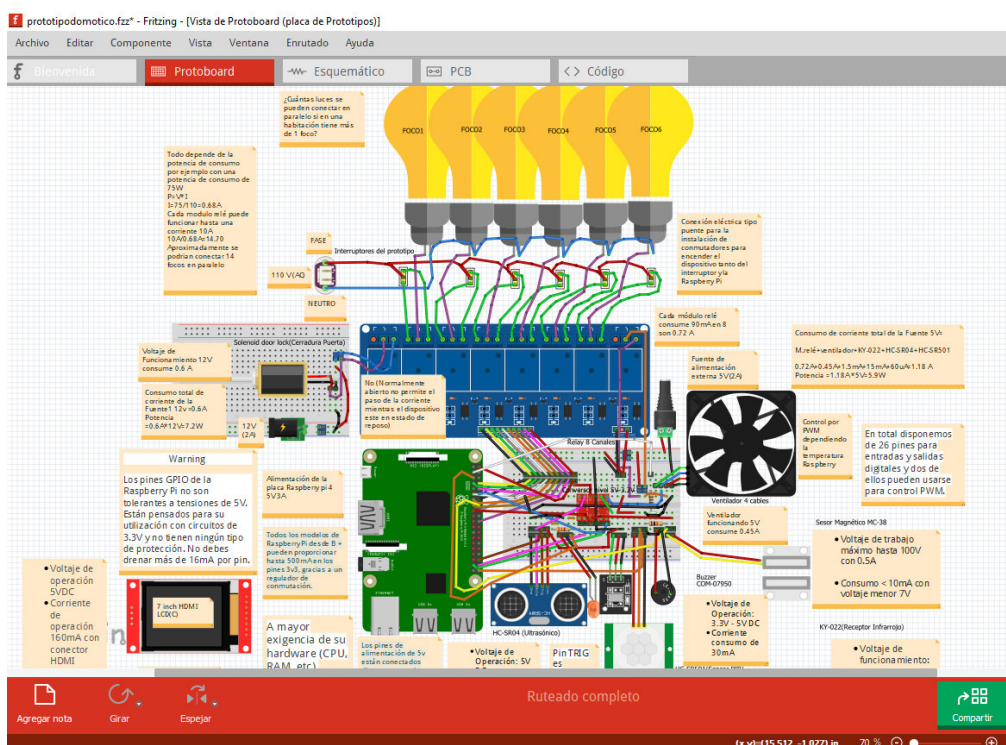 prototipodomotico.fzz* - Fritzing - [Vista de Protoboard (placa de Prototipos)]
Archivo Editar Componente Vista Ventana Enrutado Ayuda
Bienvenida
Protoboard
Esquemático
PCB
Código
¿Cuántas luces se
pueden conectar en
paralelo si en una
habitación tiene más
de 1 foco?
FOCO1 FOCO2 FOCO3 FOCO4 FOCO5 FOCO6
Todo depende de la
potencia de consumo
por ejemplo con una
potencia de consumo de
75W
P=V*I
I=75/110=0.68A
Cada modulo relé puede
funcionar hasta una
corriente 10A
10A/0.68A=14.70
Aproximadamente se
podrian conectar 14
focos en paralelo
FASE
Interruptores del prototipo
110 V(AC)
NEUTRO
Conexión eléctrica tipo
puente para la
instalación de
conmutadores para
encender el
dispositivo tanto del
interruptor y la
Raspberry Pi
Cada módulo relé
consume 90mA en 8
son 0.72 A
Consumo de corriente total de la Fuente 5V=
M.relé+ventilador+KY-022+HC-SR04+HC-SR501
0.72A+0.45A+1.5mA+15mA+60uA=1.18 A
Potencia =1.18A*5V=5.9W
Solenoid door lock(Cerradura Puerta)
Voltaje de
Funcionamiento 12V
consume 0.6 A
Consumo total de
corriente de la
Fuente1 12v=0.6A
Potencia
=0.6A*12V=7.2W
12V
(2A)
No (Normalmente
abierto no permite el
paso de la corriente
mientras el dispositivo
este en estado de
reposo)
Fuente de
alimentación
externa 5V(2A)
Relay 8 Canales
Control por
PWM
dependiendo
la
temperatura
Raspberry
En total disponemos
de 26 pines para
entradas y salidas
digitales y dos de
ellos pueden usarse
para control PWM.
Warning
Los pines GPIO de la
Raspberry Pi no son
tolerantes a tensiones de 5V.
Están pensados para su
utilización con circuitos de
3.3V y no tienen ningún tipo
de protección. No debes
drenar más de 16mA por pin.
Alimentación de la
placa Raspberry pi 4
5V3A
Todos los modelos de
Raspberry Pi desde B +
pueden proporcionar
hasta 500mA en los
pines 3v3, gracias a un
regulador de
conmutación.
Ventilador 4 cables
Ventilador
funcionando 5V
consume 0.45A
Sesor Magnético MC-38
Voltaje de trabajo
máximo hasta 100V
con 0.5A
Consumo <10mA con
voltaje menor 7V
Buzzer
COM-07950
Voltaje de
Operación:
3.3V - 5V DC
Corriente
consumo de
30mA
KY-022(Receptor Infrarrojo)
Voltaje de
funcionamiento:
Voltaje de
operación
5VDC
Corriente
de
operación
160mA con
conector
HDMI
7 inch HDMI
LCD(C)
A mayor
exigencia de su
hardware (CPU,
RAM, etc)
Los pines de
alimentación de 5v
están conectados
HC-SR04 (Ultrasónico)
Voltaje de
Operación: 5V
Pin TRIG
es
Agregar nota
Girar
Espejar
Ruteado completo
Compartir
(x,y)=(15.512, -1.027) in
70 %